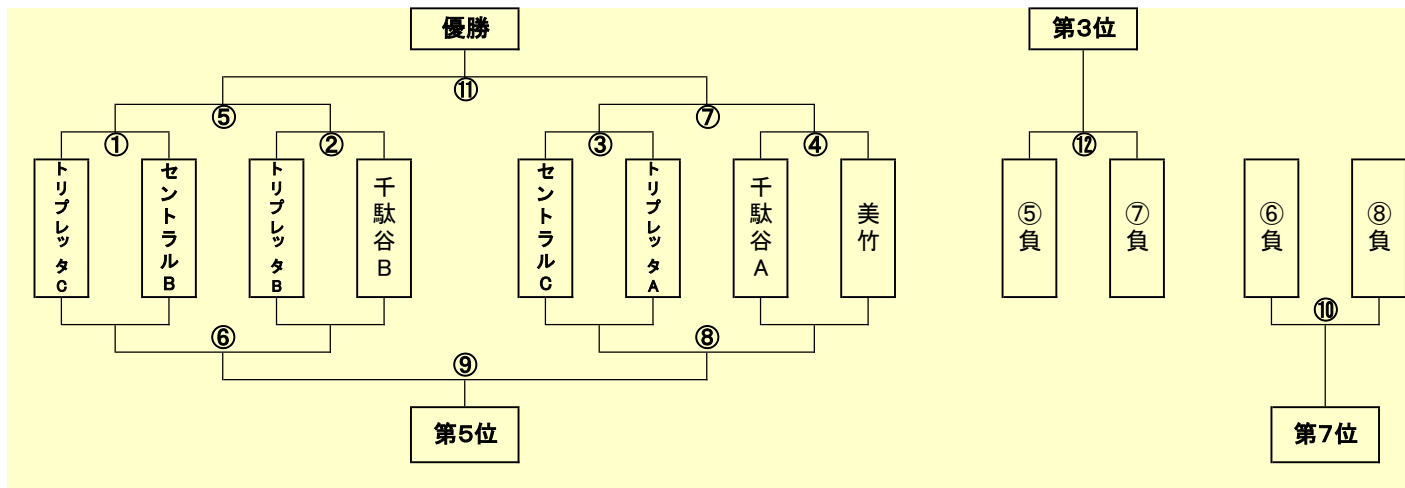 優勝
第3位
⑪
⑤
⑦
①
②
③
④
⑫
トリプレッタC
セントラルB
トリプレッタB
千駄谷B
セントラルC
トリプレッタA
千駄谷A
美竹
⑤負
⑦負
⑥負
⑧負
⑩
⑥
⑧
⑨
第5位
第7位